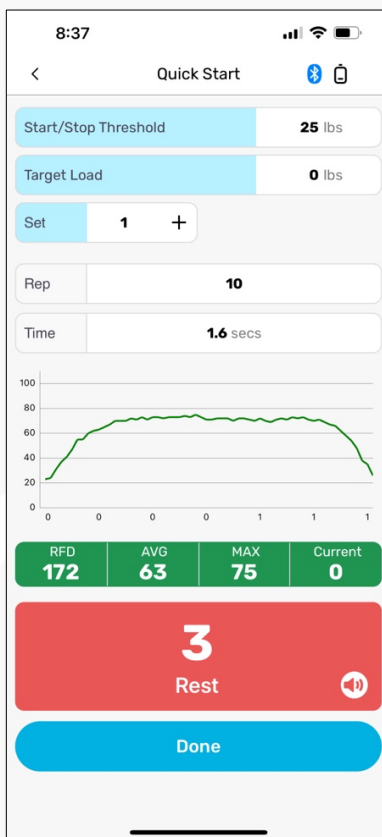 8:37
Quick Start
Start/Stop Threshold 25 lbs
Target Load 0 lbs
Set 1 +
Rep 10
Time 1.6 secs
100
80
60
40
20
0
0 0 0 0 1 1 1
RFD AVG MAX Current
172 63 75 0
3
Rest
Done